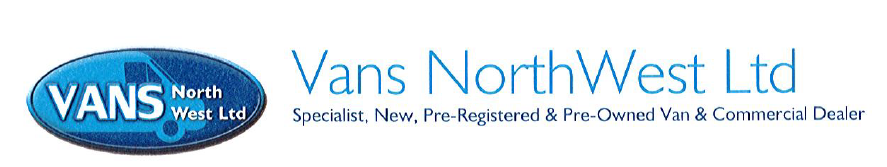 VANS North
West Ltd
Vans NorthWest Ltd
Specialist, New, Pre-Registered & Pre-Owned Van & Commercial Dealer